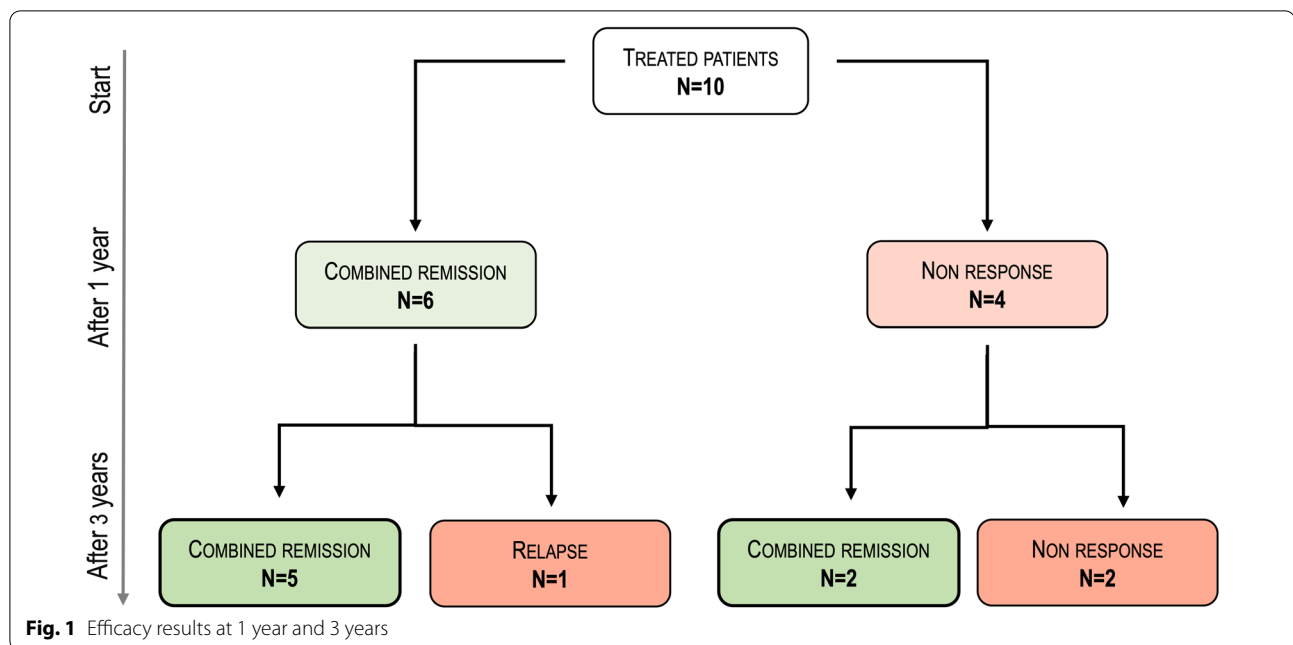 Start
TREATED PATIENTS
N=10
After 1 year
COMBINED REMISSION
N=6
NON RESPONSE
N=4
After 3 years
COMBINED REMISSION
N=5
RELAPSE
N=1
COMBINED REMISSION
N=2
NON RESPONSE
N=2
Fig. 1 Efficacy results at 1 year and 3 years